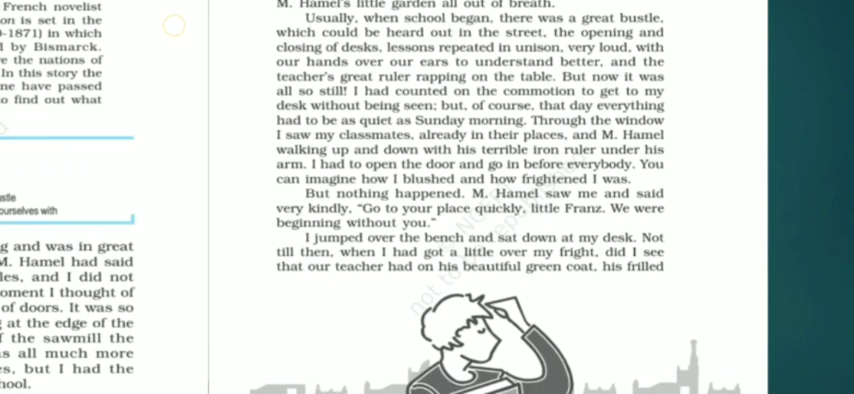 French novelist
on is set in the
-1871) in which
by Bismarck.
the nations of
In this story the
ne have passed
o find out what
stle
ourselves with
g and was in great
M. Hamel had said
les, and I did not
oment I thought of
of doors. It was so
at the edge of the
the sawmill the
s all much more
es, but I had the
hool.
M. Hamel's little garden all out of breath.
Usually, when school began, there was a great bustle,
which could be heard out in the street, the opening and
closing of desks, lessons repeated in unison, very loud, with
our hands over our ears to understand better, and the
teacher's great ruler rapping on the table. But now it was
all so still! I had counted on the commotion to get to my
desk without being seen; but, of course, that day everything
had to be as quiet as Sunday morning. Through the window
I saw my classmates, already in their places, and M. Hamel
walking up and down with his terrible iron ruler under his
arm. I had to open the door and go in before everybody. You
can imagine how I blushed and how frightened I was.
But nothing happened. M. Hamel saw me and said
very kindly, “Go to your place quickly, little Franz. We were
beginning without you.”
I jumped over the bench and sat down at my desk. Not
till then, when I had got a little over my fright, did I see
that our teacher had on his beautiful green coat, his frilled
not to be